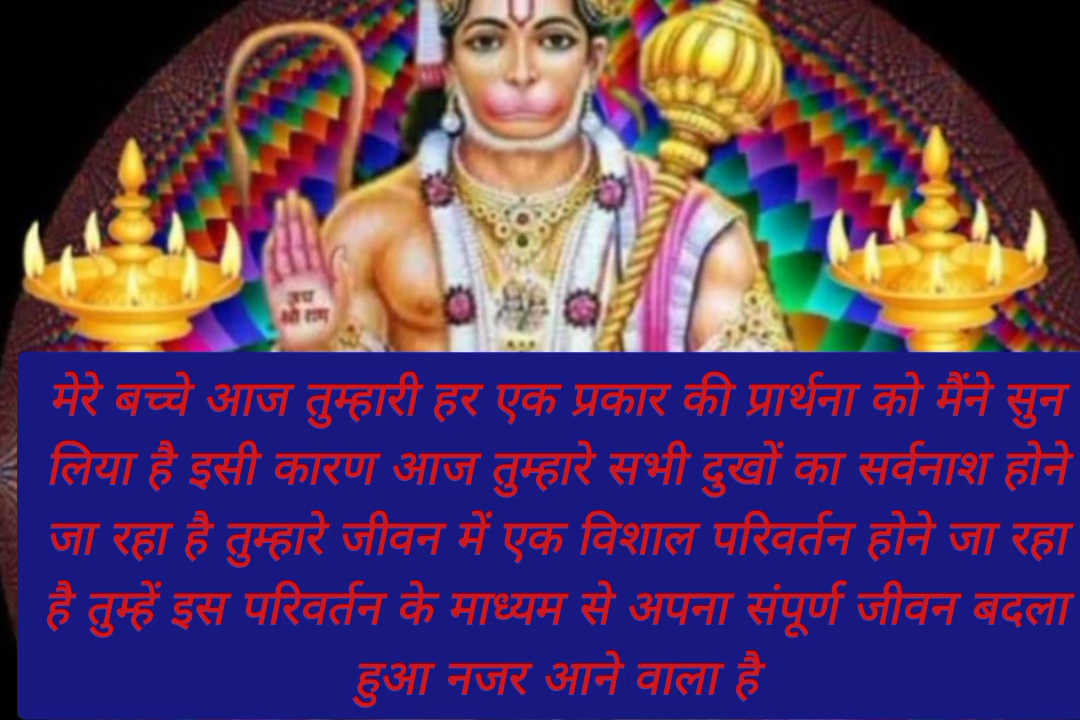 जय
श्री राम
मेरे बच्चे आज तुम्हारी हर एक प्रकार की प्रार्थना को मैंने सुन
लिया है इसी कारण आज तुम्हारे सभी दुखों का सर्वनाश होने
जा रहा है तुम्हारे जीवन में एक विशाल परिवर्तन होने जा रहा
है तुम्हें इस परिवर्तन के माध्यम से अपना संपूर्ण जीवन बदला
हुआ नजर आने वाला है